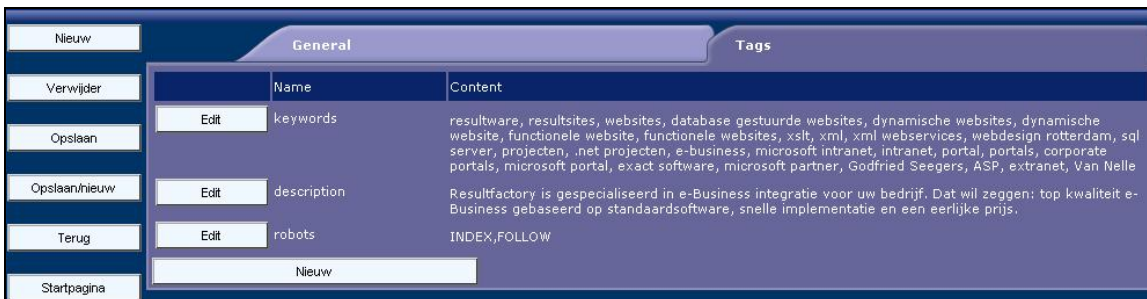 Nieuw
Verwijder
Opslaan
Opslaan/nieuw
Terug
Startpagina
General
Tags
Name
Content
Edit
keywords
resultware, resultsites, websites, database gestuurde websites, dynamische websites, dynamische
website, functionele website, functionele websites, xslt, xml, xml webservices, webdesign rotterdam, sql
server, projecten, .net projecten, e-business, microsoft intranet, intranet, portal, portals, corporate
portals, microsoft portal, exact software, microsoft partner, Godfried Seegers, ASP, extranet, Van Nelle
Edit
description
Resultfactory is gespecialiseerd in e-Business integratie voor uw bedrijf. Dat wil zeggen: top kwaliteit e-
Business gebaseerd op standaardsoftware, snelle implementatie en een eerlijke prijs.
Edit
robots
INDEX,FOLLOW
Nieuw